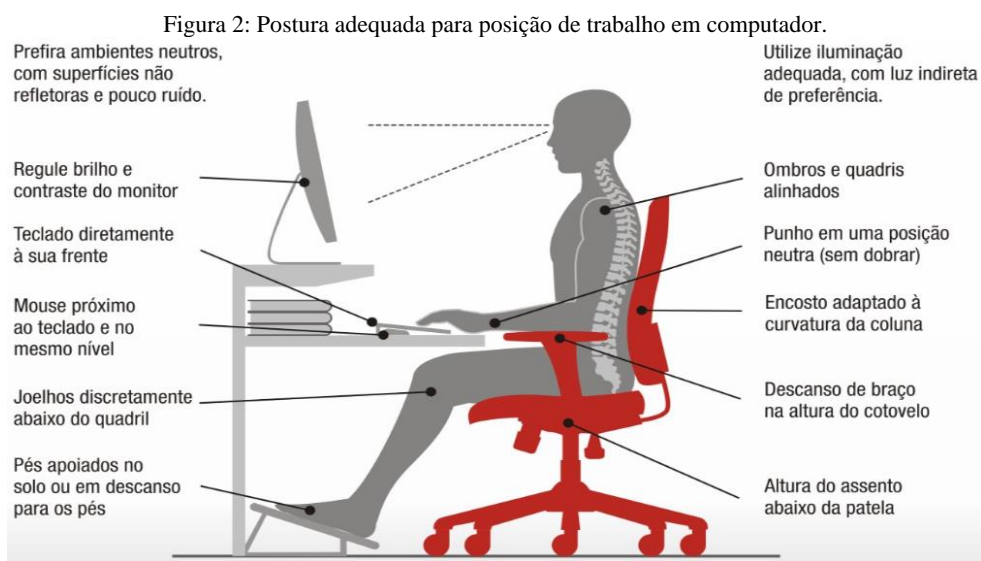 Figura 2: Postura adequada para posição de trabalho em computador.
Prefira ambientes neutros,
com superfícies não
refletoras e pouco ruído.
Regule brilho e
contraste do monitor
Teclado diretamente
à sua frente
Mouse próximo
ao teclado e no
mesmo nível
Joelhos discretamente
abaixo do quadril
Pés apoiados no
solo ou em descanso
para os pés
Utilize iluminação
adequada, com luz indireta
de preferência.
Ombros e quadris
alinhados
Punho em uma posição
neutra (sem dobrar)
Encosto adaptado à
curvatura da coluna
Descanso de braço
na altura do cotovelo
Altura do assento
abaixo da patela